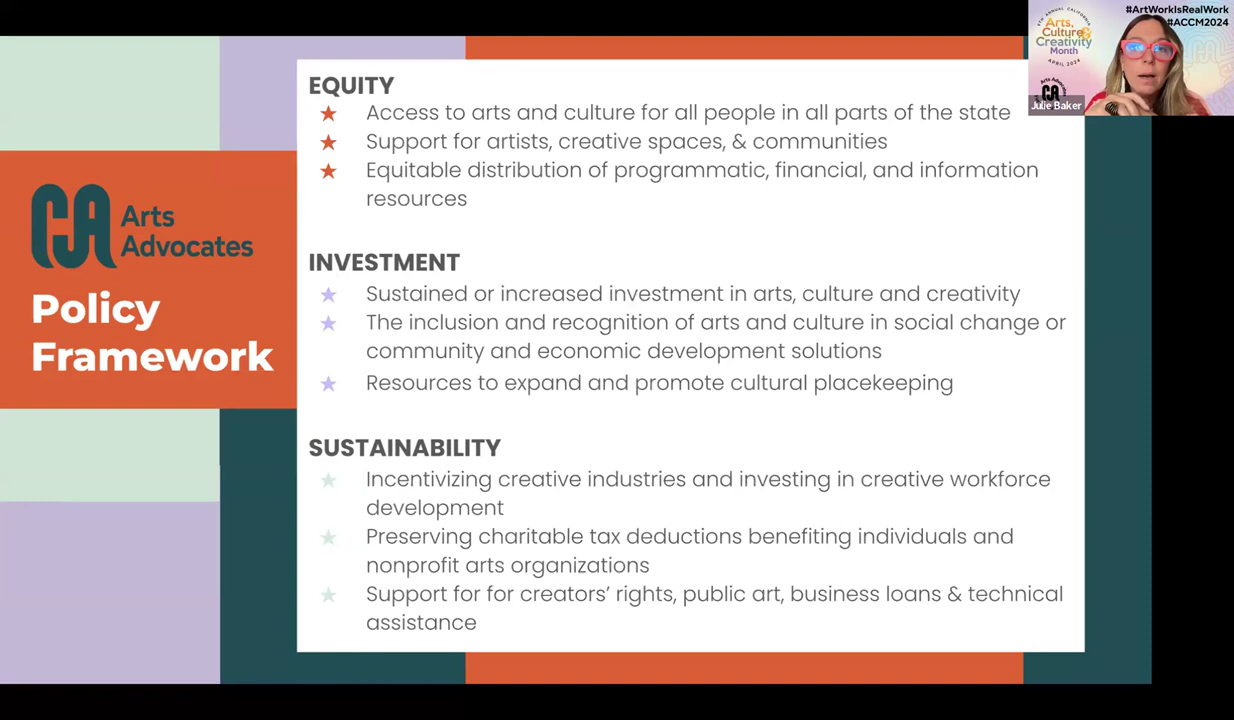 EQUITY
Access to arts and culture for all people in all parts of the state
Support for artists, creative spaces, & communities
Equitable distribution of programmatic, financial, and information
resources
INVESTMENT
Sustained or increased investment in arts, culture and creativity
The inclusion and recognition of arts and culture in social change or
community and economic development solutions
Resources to expand and promote cultural placekeeping
SUSTAINABILITY
Incentivizing creative industries and investing in creative workforce
development
Preserving charitable tax deductions benefiting individuals and
nonprofit arts organizations
Support for for creators’ rights, public art, business loans & technical
assistance
CA Arts
Advocates
Policy
Framework
#ArtWorkIsRealWork
#ACCM2024
Arts,
Culture &
Creativity
Month
APRIL 2024
CA
Julie Baker